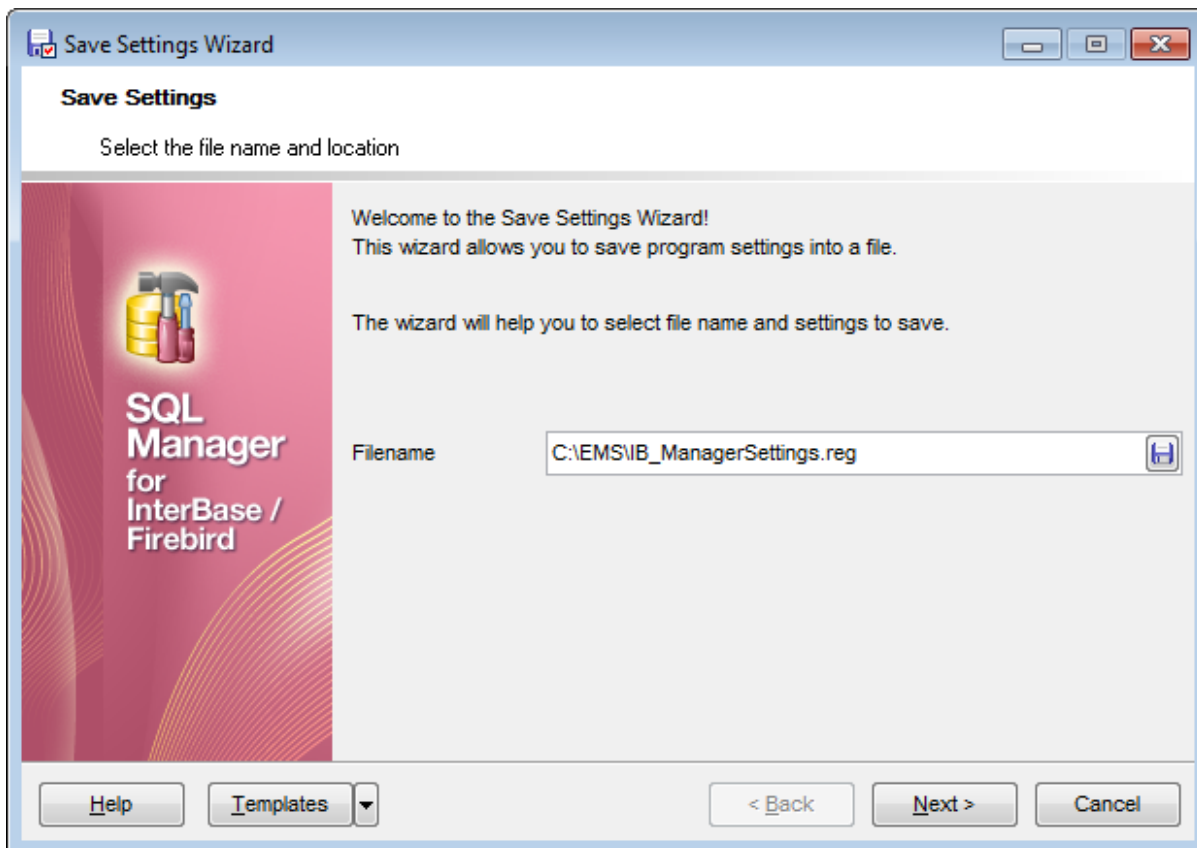 Save Settings Wizard
Save Settings
Select the file name and location
Welcome to the Save Settings Wizard!
This wizard allows you to save program settings into a file.
The wizard will help you to select file name and settings to save.
SQL
Manager
for
InterBase /
Firebird
Filename C:\EMS\IB_ManagerSettings.reg
Help Templates < Back Next > Cancel